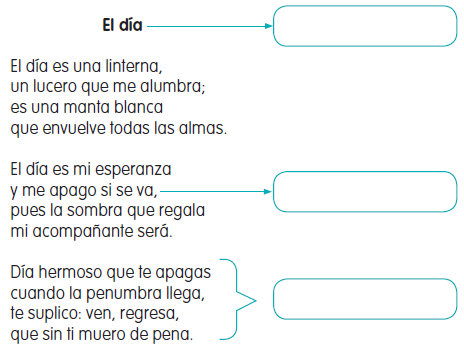 El día
El día es una linterna,
un lucero que me alumbra;
es una manta blanca
que envuelve todas las almas.
El día es mi esperanza
y me apago si se va,
pues la sombra que regala
mi acompañante será.
Día hermoso que te apagas
cuando la penumbra llega,
te suplico: ven, regresa,
que sin ti muero de pena.